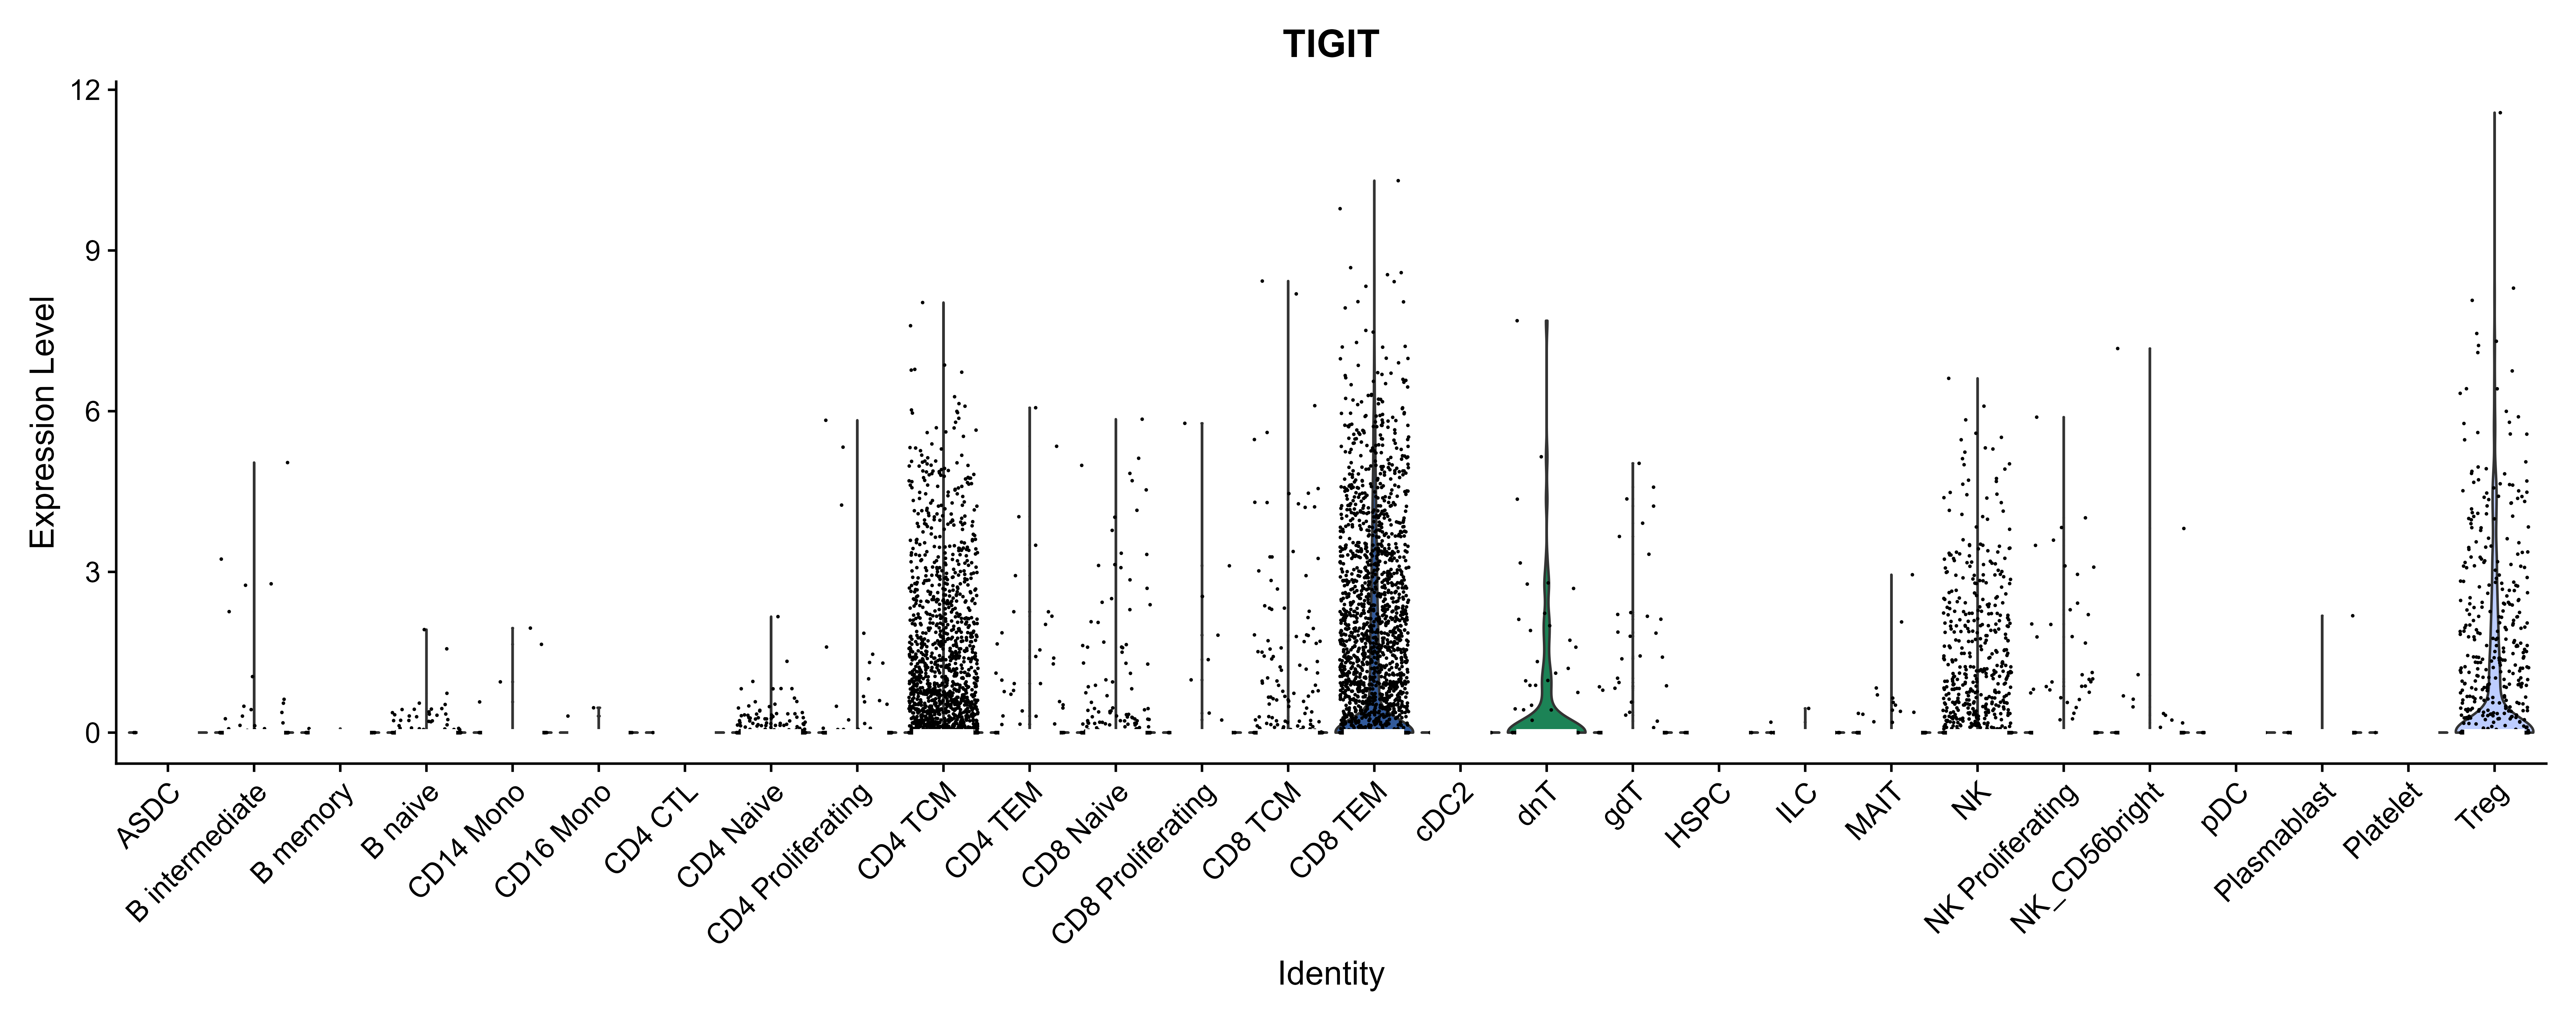 TIGIT
Expression Level
12
9
6
3
0
ASDC
B intermediate
B memory
B naive
CD14 Mono
CD16 Mono
CD4 CTL
CD4 Naive
CD4 Proliferating
CD4 TCM
CD4 TEM
CD8 Naive
CD8 Proliferating
CD8 TCM
CD8 TEM
cDC2
dnT
gdT
HSPC
ILC
MAIT
NK
NK Proliferating
NK_CD56bright
pDC
Plasmablast
Platelet
Treg
Identity